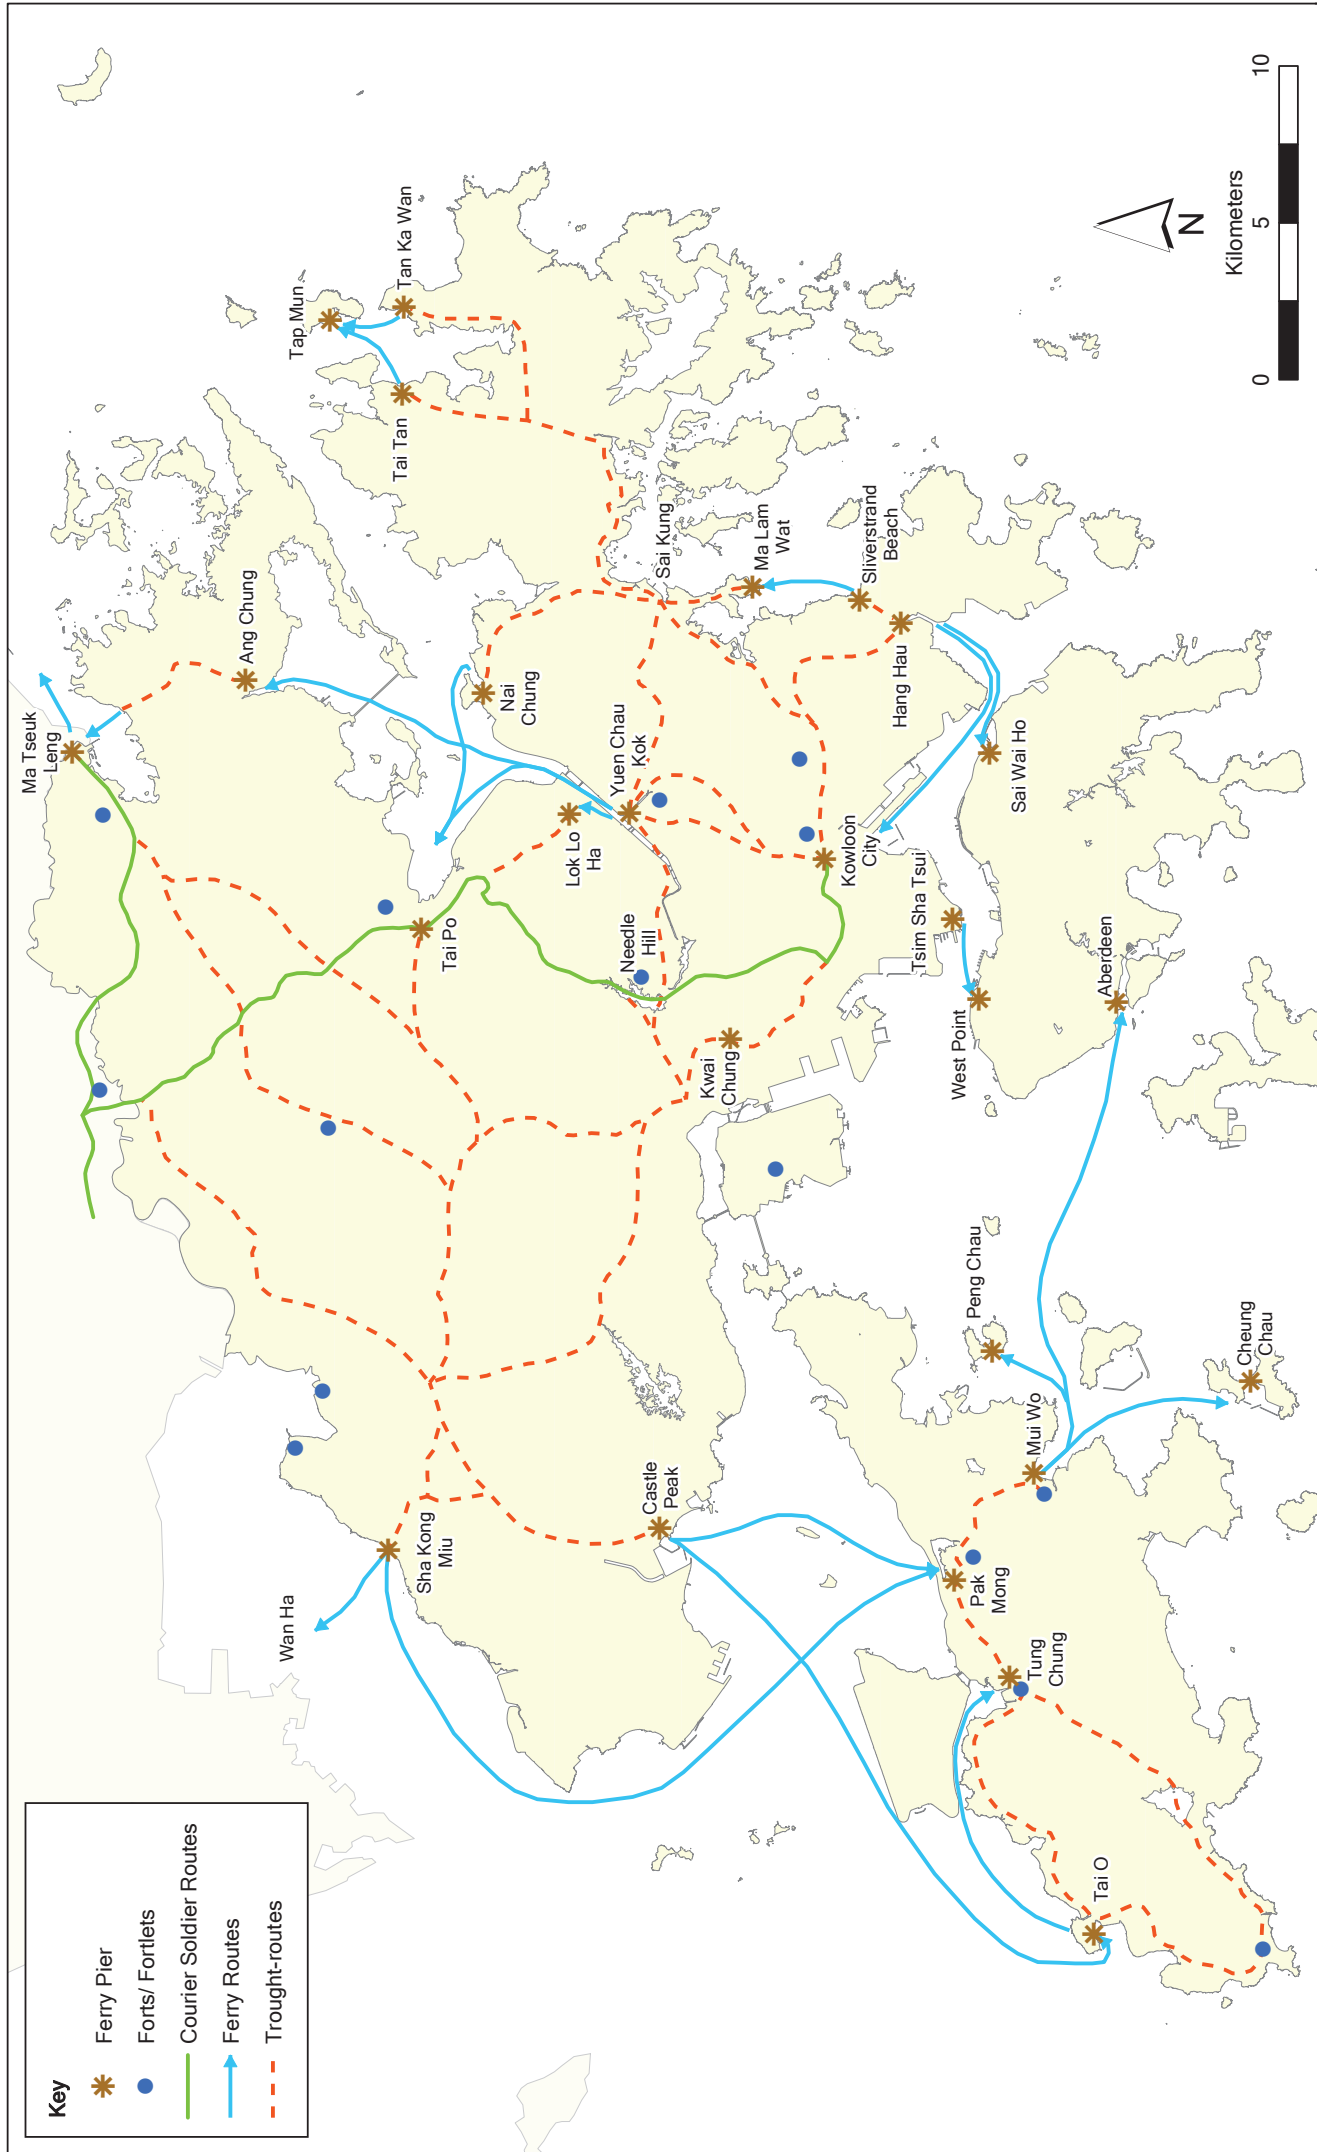 Key
Ferry Pier
Forts/ Fortlets
Courier Soldier Routes
Ferry Routes
Trought-routes
Ma Tseuk
Leng
Ang Chung
Tap Mun
Tan Ka Wan
Tai Tan
Wan Ha
Sha Kong
Miu
Tai Po
Nai
Chung
Lok Lo
Ha
Yuen Chau
Kok
Sai Kung
Needle
Hill
Castle
Peak
Kwai
Chung
Ma Lam
Wat
Sliverstrand
Beach
Kowloon
City
Hang Hau
Tsim Sha Tsui
West Point
Sai Wai Ho
Peng Chau
Pak
Mong
Mui Wo
Tung
Chung
Tai O
Aberdeen
Cheung
Chau
N
Kilometers
0
5
10